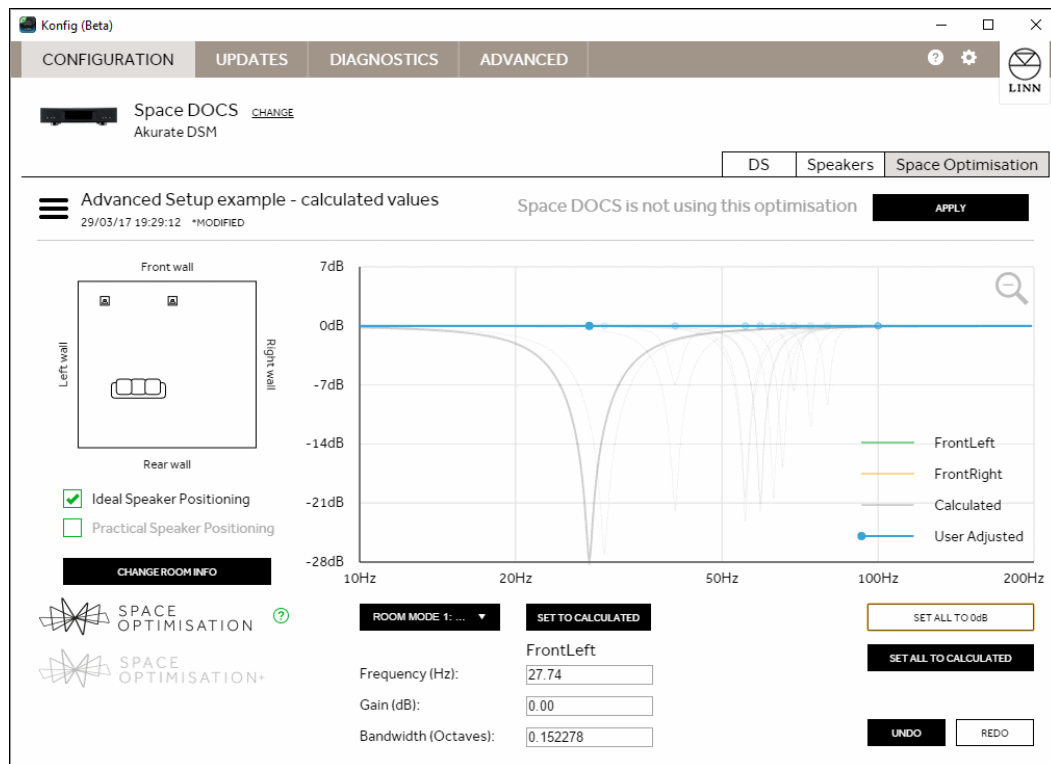 Konfig (Beta)
CONFIGURATION UPDATES DIAGNOSTICS ADVANCED
?
LINN
Space DOCS CHANGE
Akurate DSM
DS Speakers Space Optimisation
Advanced Setup example - calculated values
29/03/17 19:29:12 *MODIFIED
Space DOCS is not using this optimisation
APPLY
Front wall
Left wall
Right wall
Rear wall
Ideal Speaker Positioning
Practical Speaker Positioning
CHANGE ROOM INFO
SPACE
OPTIMISATION
?
SPACE
OPTIMISATION+
7dB
0dB
-7dB
-14dB
-21dB
-28dB
10Hz 20Hz 50Hz 100Hz 200Hz
FrontLeft
FrontRight
Calculated
User Adjusted
ROOM MODE 1: ... ▼
SET TO CALCULATED
SET ALL TO 0dB
SET ALL TO CALCULATED
FrontLeft
Frequency (Hz): 27.74
Gain (dB): 0.00
Bandwidth (Octaves): 0.152278
UNDO REDO